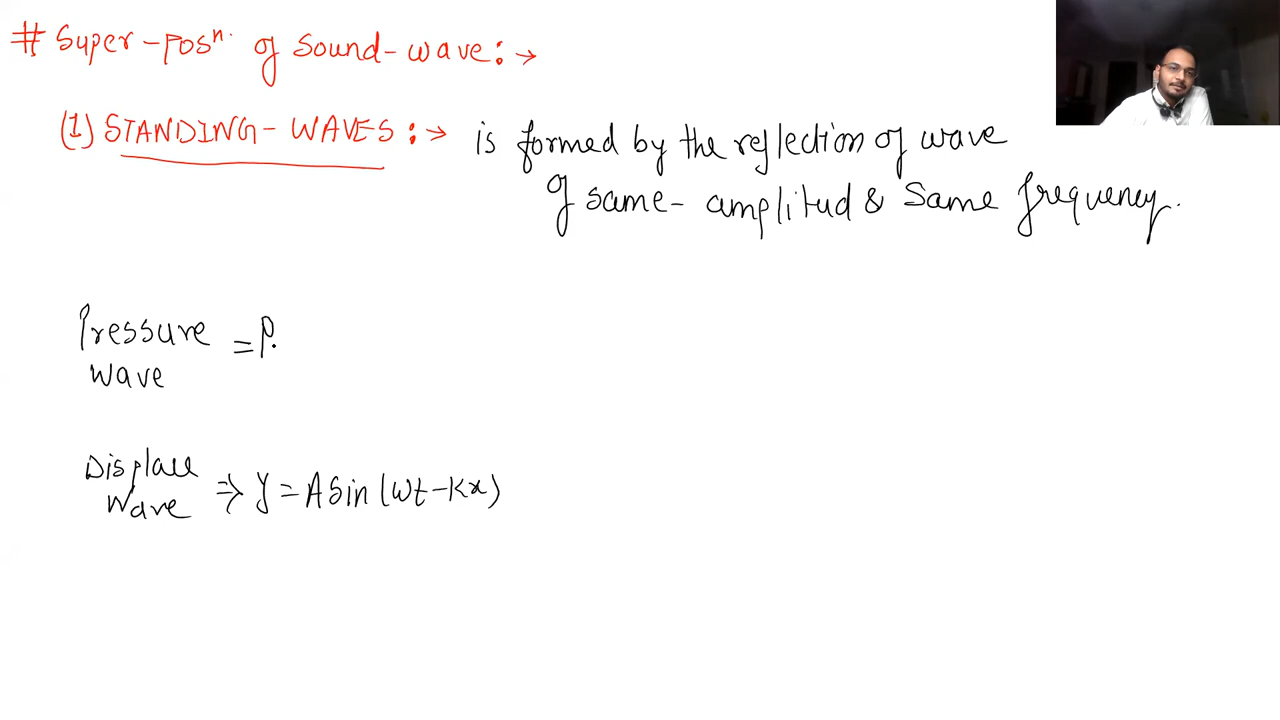 # Super-posⁿ. of sound-wave:→
(1) STANDING-WAVES:→ is formed by the reflection of wave
of same-amplitud & Same frequency.
Pressure
wave = P.
Displace
wave ⇒ y = A Sin (ωt-Kx)